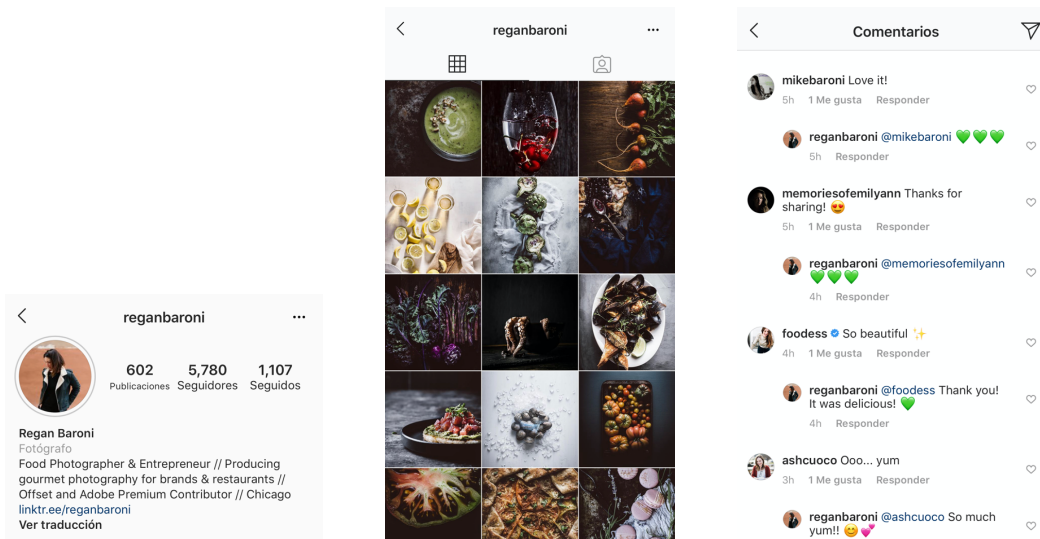 reganbaroni
602 5,780 1,107
Publicaciones Seguidores Seguidos
Regan Baroni
Fotógrafo
Food Photographer & Entrepreneur // Producing
gourmet photography for brands & restaurants //
Offset and Adobe Premium Contributor // Chicago
linktr.ee/reganbaroni
Ver traducción
reganbaroni
Comentarios
mikebaroni Love it!
5h 1 Me gusta Responder
reganbaroni @mikebaroni 💚💚💚
5h Responder
memoriesofemilyann Thanks for
sharing! 😍
5h 1 Me gusta Responder
reganbaroni @memoriesofemilyann
💚💚💚
4h Responder
foodess So beautiful ✨
4h 1 Me gusta Responder
reganbaroni @foodess Thank you!
It was delicious! 💚
4h Responder
ashcuoco Ooo... yum
3h 1 Me gusta Responder
reganbaroni @ashcuoco So much
yum!! 😊💕